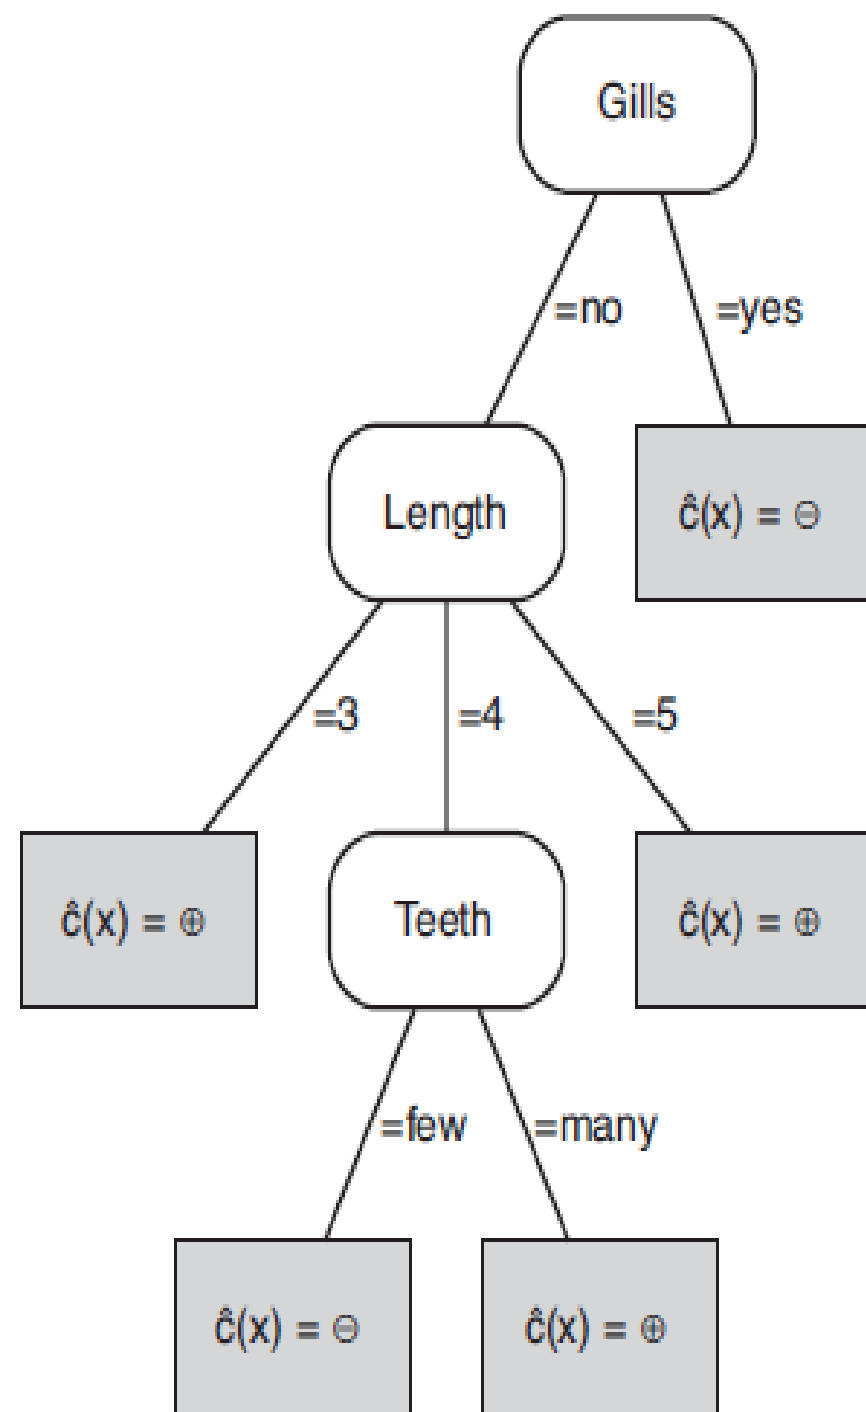 Gills
=no
=yes
Length
ĉ(x) = ⊖
=3
=4
=5
ĉ(x) = ⊕
Teeth
ĉ(x) = ⊕
=few
=many
ĉ(x) = ⊖
ĉ(x) = ⊕